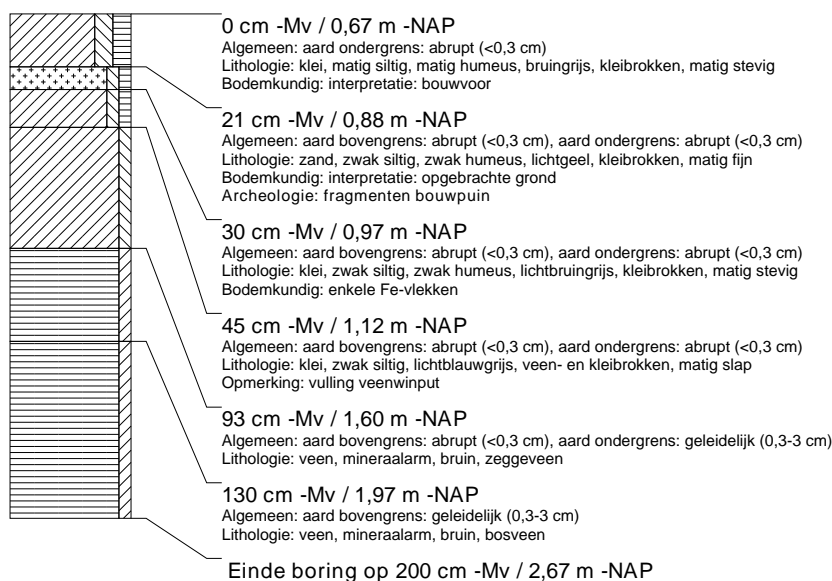 0 cm -Mv / 0,67 m -NAP
Algemeen: aard ondergrens: abrupt (<0,3 cm)
Lithologie: klei, matig siltig, matig humeus, bruingrijs, kleibrokken, matig stevig
Bodemkundig: interpretatie: bouwvoor
21 cm -Mv / 0,88 m -NAP
Algemeen: aard bovengrens: abrupt (<0,3 cm), aard ondergrens: abrupt (<0,3 cm)
Lithologie: zand, zwak siltig, zwak humeus, lichtgeel, kleibrokken, matig fijn
Bodemkundig: interpretatie: opgebrachte grond
Archeologie: fragmenten bouwpuin
30 cm -Mv / 0,97 m -NAP
Algemeen: aard bovengrens: abrupt (<0,3 cm), aard ondergrens: abrupt (<0,3 cm)
Lithologie: klei, zwak siltig, zwak humeus, lichtbruingrijs, kleibrokken, matig stevig
Bodemkundig: enkele Fe-vlekken
45 cm -Mv / 1,12 m -NAP
Algemeen: aard bovengrens: abrupt (<0,3 cm), aard ondergrens: abrupt (<0,3 cm)
Lithologie: klei, zwak siltig, lichtblauwgrijs, veen- en kleibrokken, matig slap
Opmerking: vulling veenwinput
93 cm -Mv / 1,60 m -NAP
Algemeen: aard bovengrens: abrupt (<0,3 cm), aard ondergrens: geleidelijk (0,3-3 cm)
Lithologie: veen, mineraalarm, bruin, zeggeveen
130 cm -Mv / 1,97 m -NAP
Algemeen: aard bovengrens: geleidelijk (0,3-3 cm)
Lithologie: veen, mineraalarm, bruin, bosveen
Einde boring op 200 cm -Mv / 2,67 m -NAP